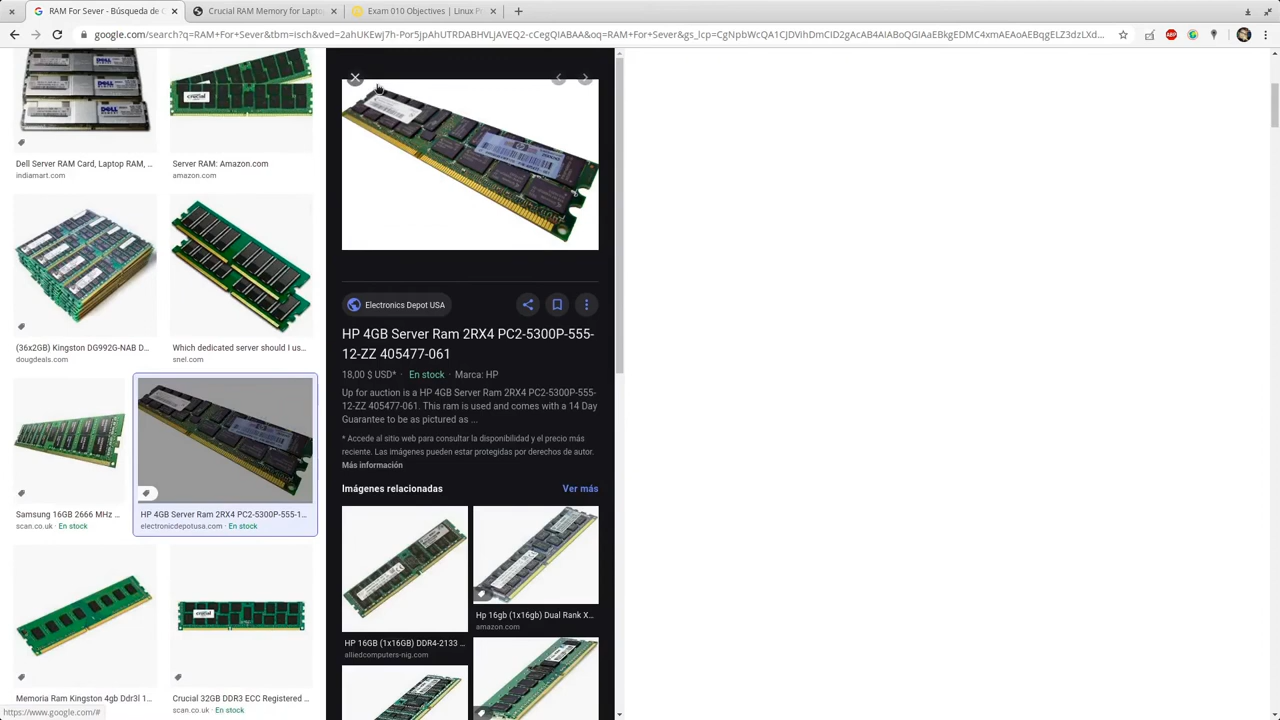 RAM For Sever - Búsqueda de G
Crucial RAM Memory for Lapto
Exam 010 Objectives | Linux Pr
google.com/search?q=RAM+For+Sever&tbm=isch&ved=2ahUKEwj7h-Por5jpAhUTRDABHVLJAVEQ2-cCegQIABAA&oq=RAM+For+Sever&gs_lcp=CgNpbWcQA1CJDVihDmCID2gAcAB4AIABoQGIAaEBkgEDMC4xmAEAoAEBqgELZ3dzLXd...
Dell Server RAM Card, Laptop RAM, ...
indiamart.com
Server RAM: Amazon.com
amazon.com
(36x2GB) Kingston DG992G-NAB D...
dougdeals.com
Which dedicated server should I us...
snel.com
Samsung 16GB 2666 MHz ...
scan.co.uk · En stock
HP 4GB Server Ram 2RX4 PC2-5300P-555-1...
electronicdepotusa.com · En stock
Memoria Ram Kingston 4gb Ddr3l 1...
Crucial 32GB DDR3 ECC Registered ...
scan.co.uk · En stock
https://www.google.com/#
DELL
DELL
DELL
crucial
crucial
Electronics Depot USA
HP 4GB Server Ram 2RX4 PC2-5300P-555-
12-ZZ 405477-061
18,00 $ USD* · En stock · Marca: HP
Up for auction is a HP 4GB Server Ram 2RX4 PC2-5300P-555-
12-ZZ 405477-061. This ram is used and comes with a 14 Day
Guarantee to be as pictured as ...
* Accede al sitio web para consultar la disponibilidad y el precio más
reciente. Las imágenes pueden estar protegidas por derechos de autor.
Más información
Imágenes relacionadas
Ver más
HP 16GB (1x16GB) DDR4-2133 ...
alliedcomputers-nig.com
Hp 16gb (1x16gb) Dual Rank X...
amazon.com